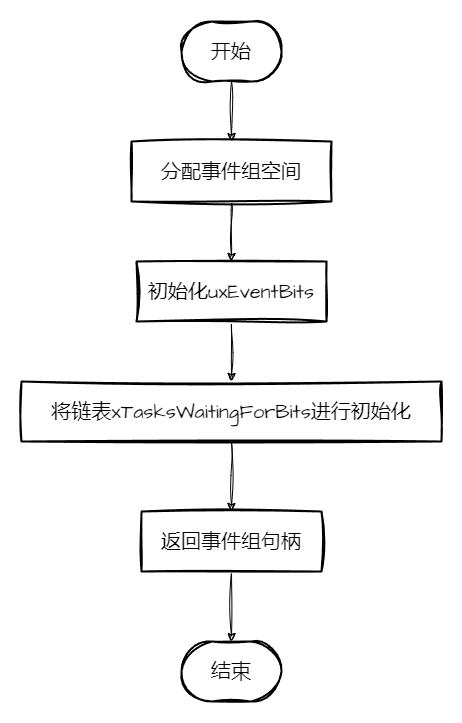 开始
分配事件组空间
初始化uxEventBits
将链表xTasksWaitingForBits进行初始化
返回事件组句柄
结束